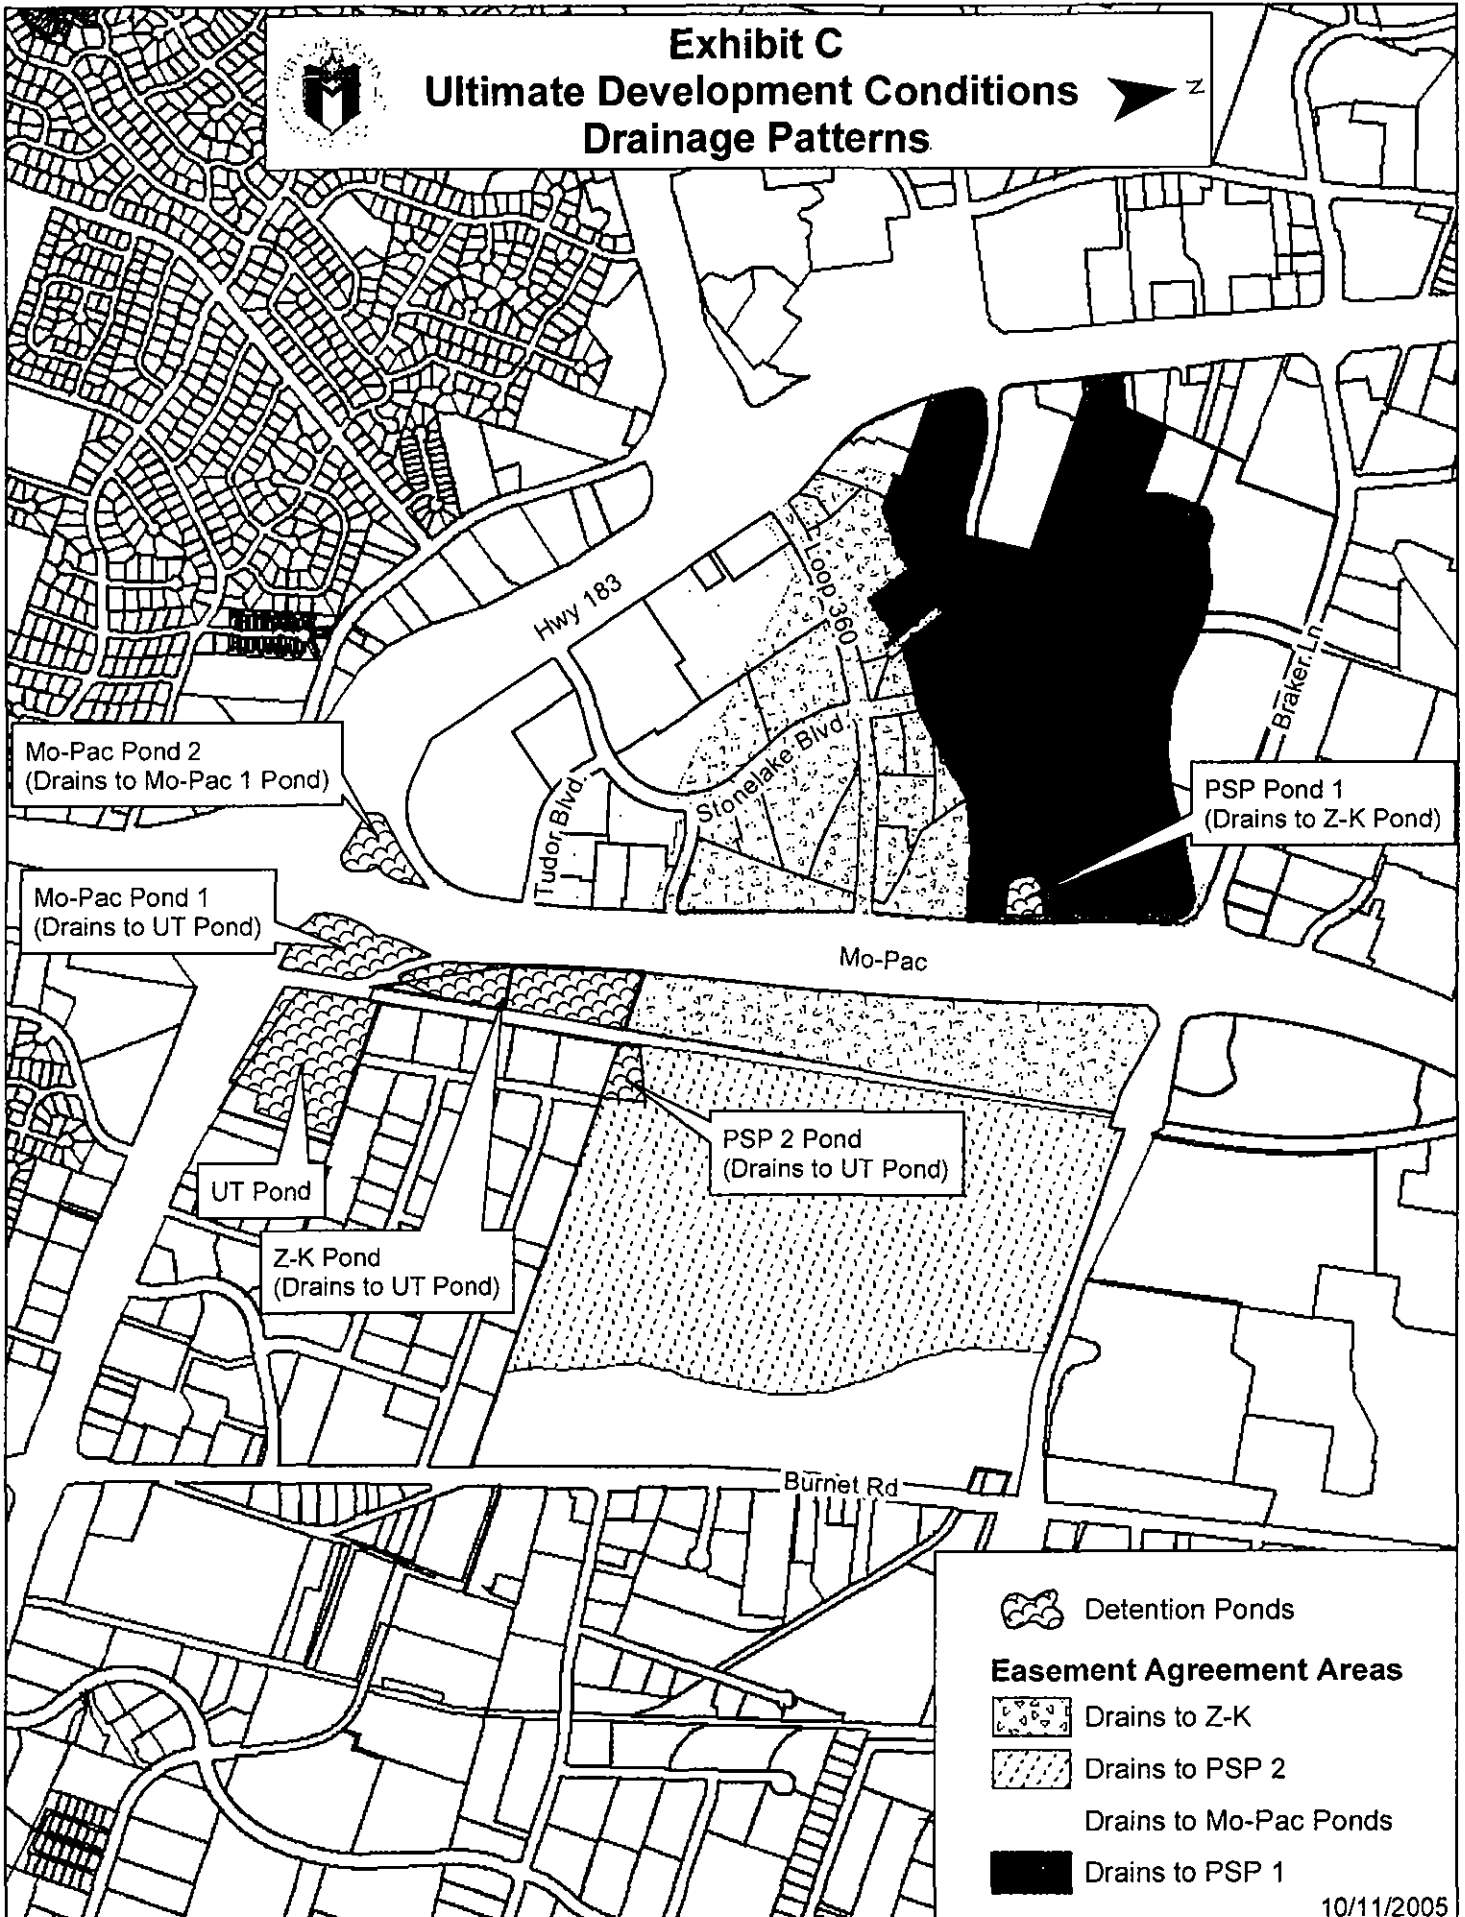 Exhibit C
Ultimate Development Conditions
Drainage Patterns
N
Hwy 183
Loop 360
Braker Ln
Stonelake Blvd
Tudor Blvd.
Mo-Pac Pond 2
(Drains to Mo-Pac 1 Pond)
PSP Pond 1
(Drains to Z-K Pond)
Mo-Pac Pond 1
(Drains to UT Pond)
Mo-Pac
PSP 2 Pond
(Drains to UT Pond)
UT Pond
Z-K Pond
(Drains to UT Pond)
Burnet Rd
Detention Ponds
Easement Agreement Areas
Drains to Z-K
Drains to PSP 2
Drains to Mo-Pac Ponds
Drains to PSP 1
10/11/2005